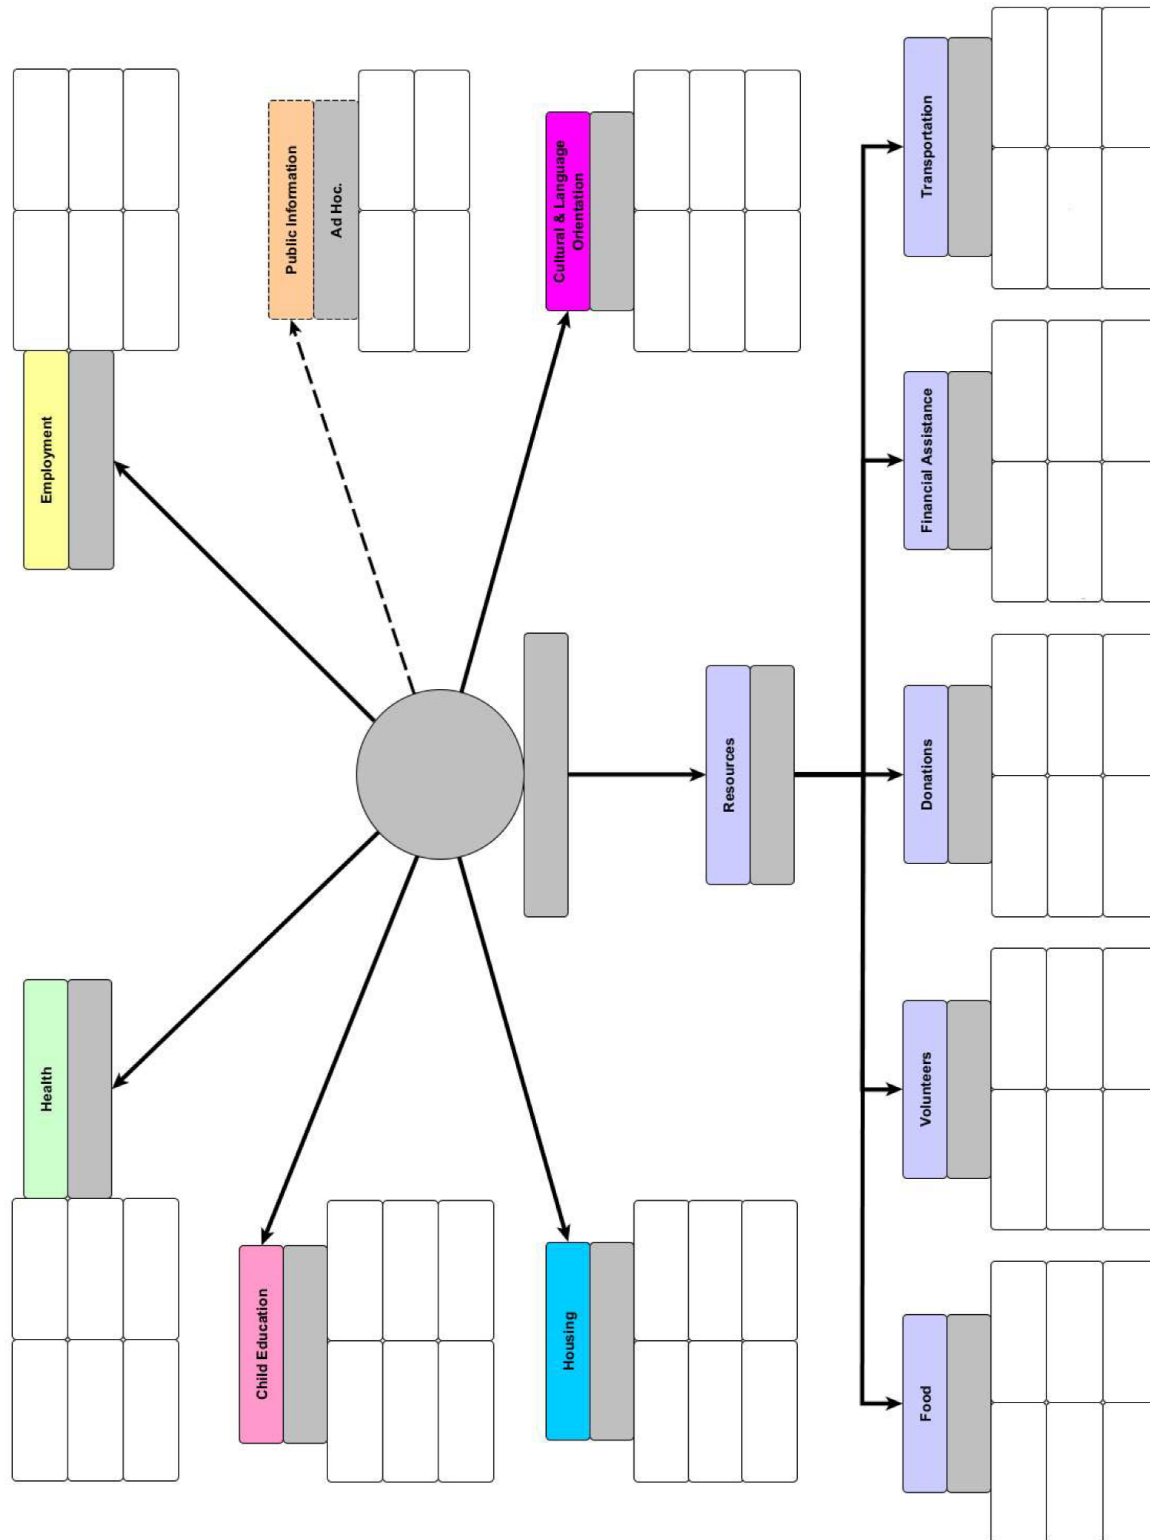 Health
Employment
Child Education
Public Information
Ad Hoc.
Housing
Cultural & Language
Orientation
Resources
Food
Volunteers
Donations
Financial Assistance
Transportation